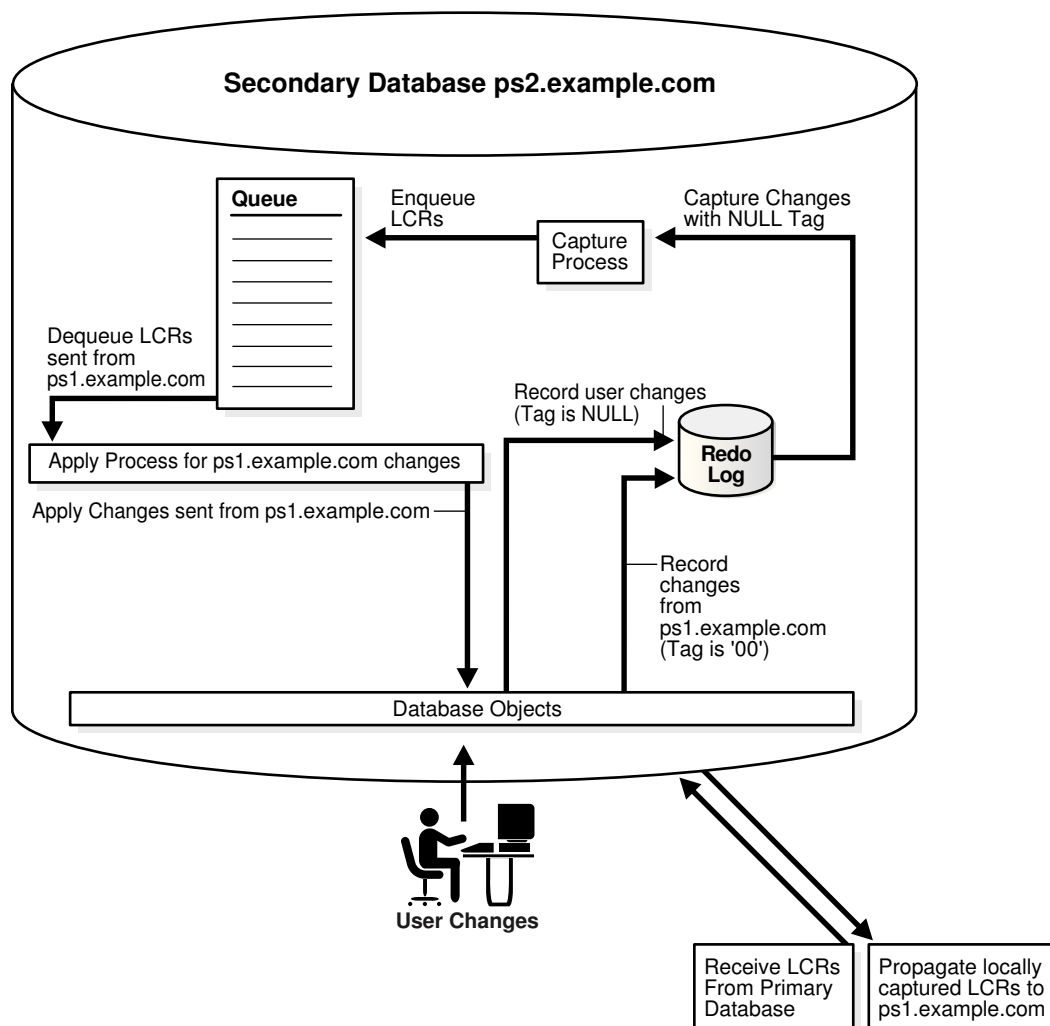 Secondary Database ps2.example.com
Queue
Enqueue
LCRs
Capture
Process
Capture Changes
with NULL Tag
Dequeue LCRs
sent from
ps1.example.com
Record user changes
(Tag is NULL)
Redo
Log
Apply Process for ps1.example.com changes
Apply Changes sent from ps1.example.com
Record
changes
from
ps1.example.com
(Tag is '00')
Database Objects
User Changes
Receive LCRs
From Primary
Database
Propagate locally
captured LCRs to
ps1.example.com